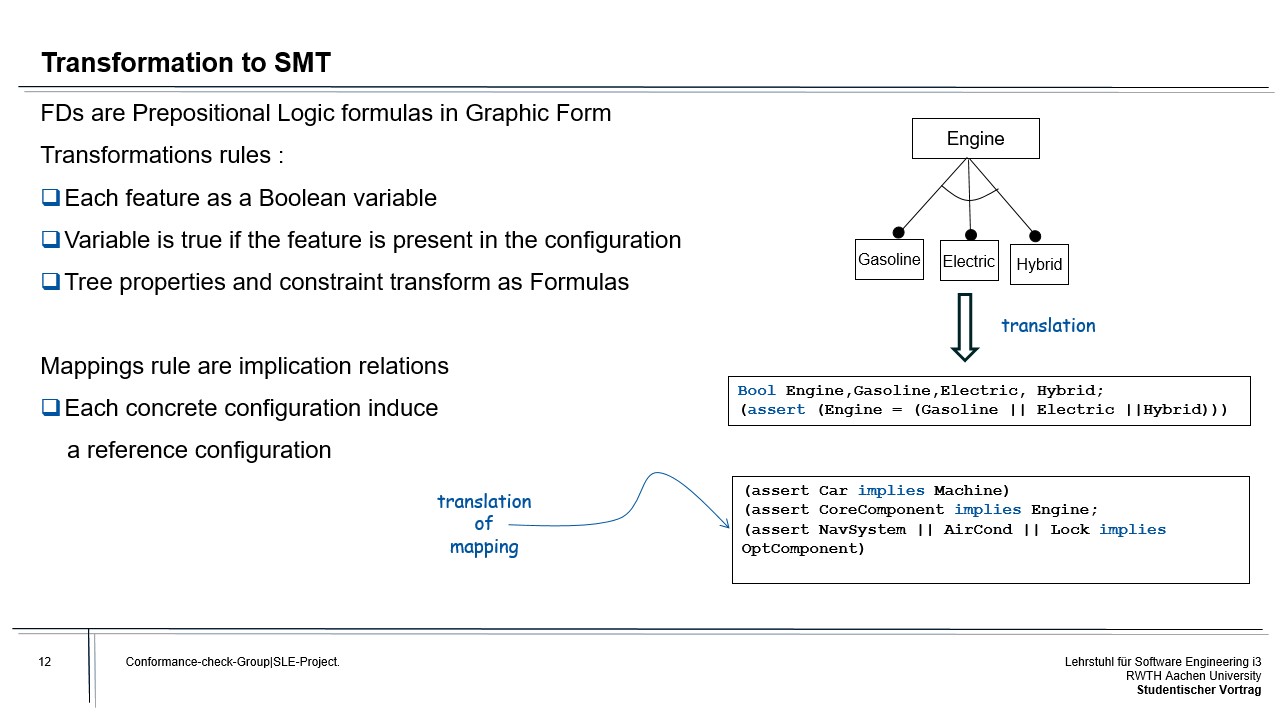 Transformation to SMT
FDs are Prepositional Logic formulas in Graphic Form
Transformations rules :
Each feature as a Boolean variable
Variable is true if the feature is present in the configuration
Tree properties and constraint transform as Formulas
Mappings rule are implication relations
Each concrete configuration induce
a reference configuration
Engine
Gasoline
Electric
Hybrid
translation
Bool Engine,Gasoline,Electric, Hybrid;
(assert (Engine = (Gasoline || Electric ||Hybrid)))
translation
of
mapping
(assert Car implies Machine)
(assert CoreComponent implies Engine;
(assert NavSystem || AirCond || Lock implies
OptComponent)
12
Conformance-check-Group|SLE-Project.
Lehrstuhl für Software Engineering i3
RWTH Aachen University
Studentischer Vortrag